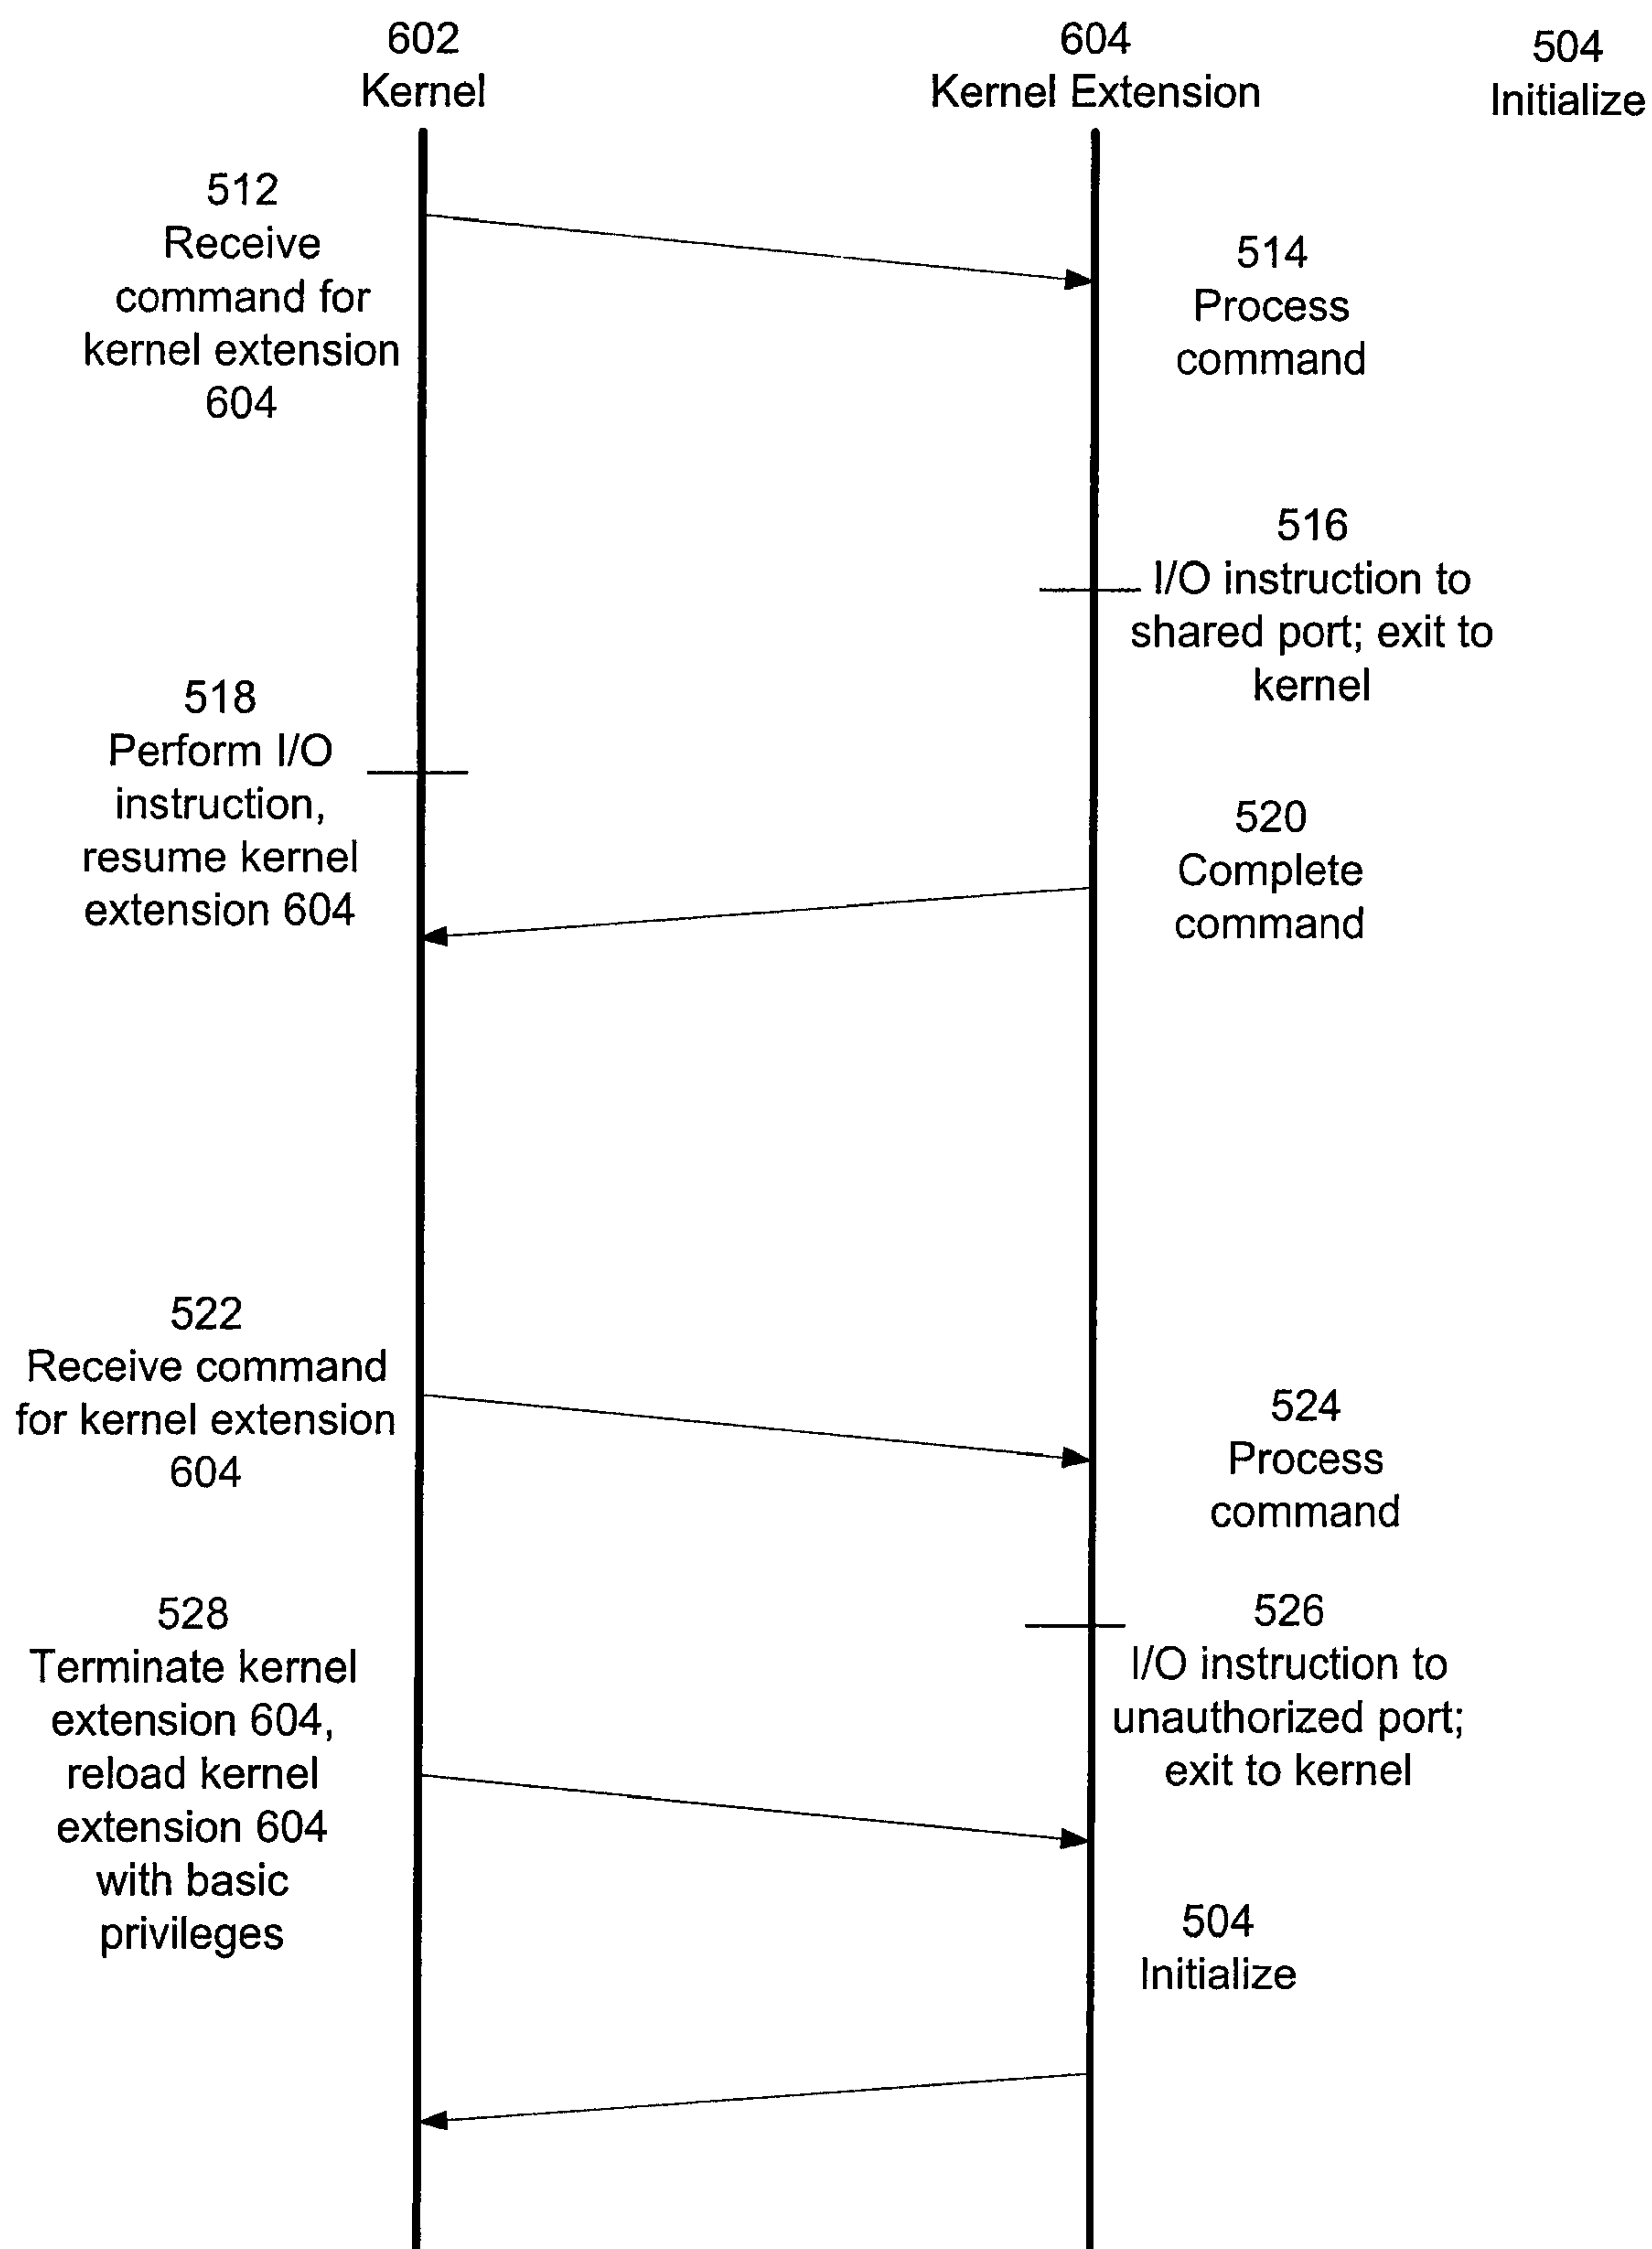 602
Kernel
604
Kernel Extension
504
Initialize
512
Receive
command for
kernel extension
604
514
Process
command
516
I/O instruction to
shared port; exit to
kernel
518
Perform I/O
instruction,
resume kernel
extension 604
520
Complete
command
522
Receive command
for kernel extension
604
524
Process
command
528
Terminate kernel
extension 604,
reload kernel
extension 604
with basic
privileges
526
I/O instruction to
unauthorized port;
exit to kernel
504
Initialize